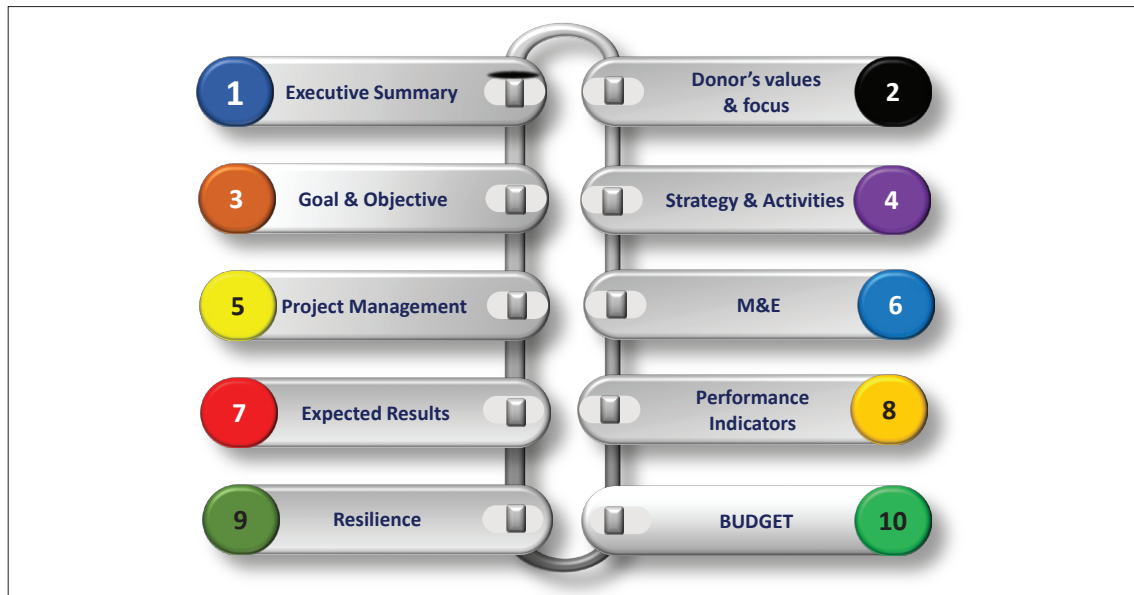 1
Executive Summary
Donor’s values
& focus
2
3
Goal & Objective
Strategy & Activities
4
5
Project Management
M&E
6
7
Expected Results
Performance
Indicators
8
9
Resilience
BUDGET
10